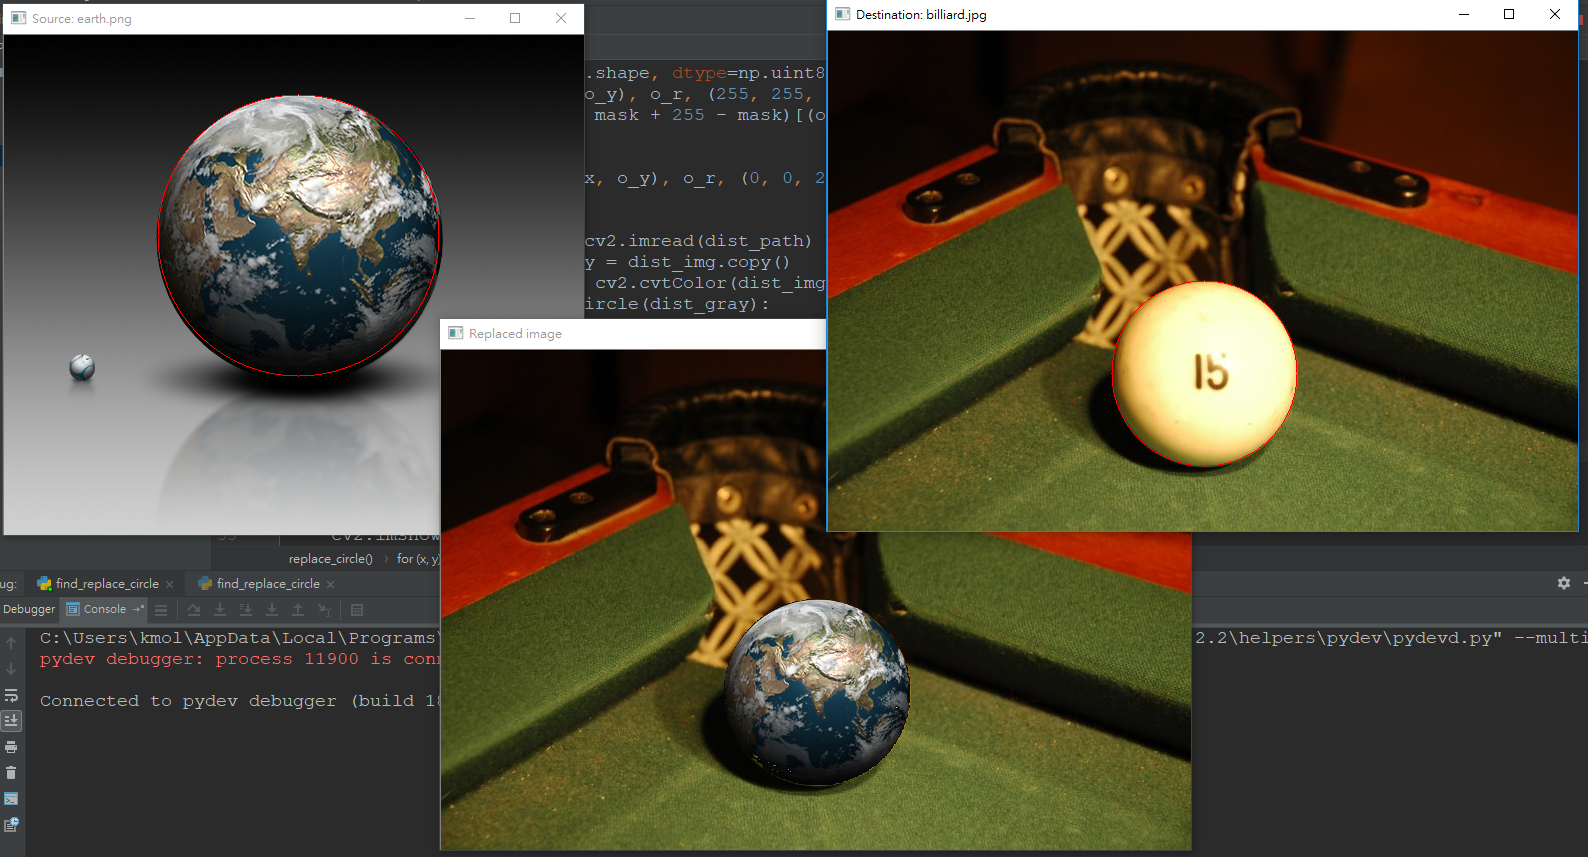 Source: earth.png
Destination: billiard.jpg
.shape, dtype=np.uint8
o_y), o_r, (255, 255,
mask + 255 - mask)[(o
x, o_y), o_r, (0, 0, 2
cv2.imread(dist_path)
y = dist_img.copy()
cv2.cvtColor(dist_img
ircle(dist_gray):
Replaced image
15
replace_circle() › for (x, y)
ug: find_replace_circle × find_replace_circle ×
Debugger Console
C:\Users\kmol\AppData\Local\Programs\
2.2\helpers\pydev\pydevd.py" --multi
pydev debugger: process 11900 is conn
Connected to pydev debugger (build 18